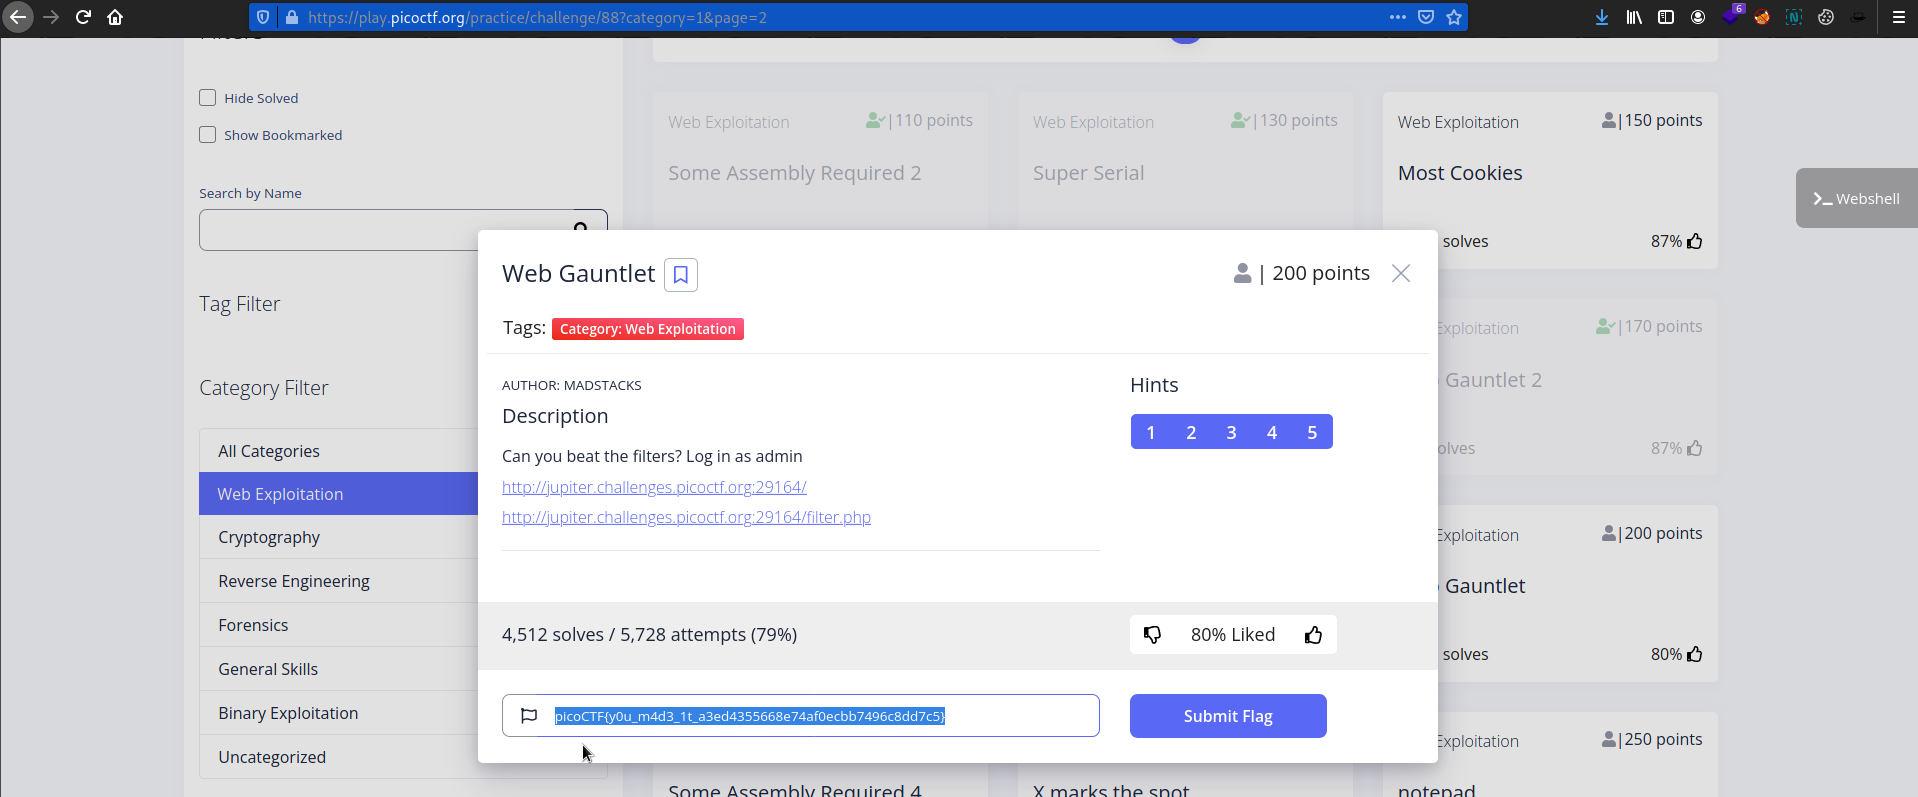 https://play.picoctf.org/practice/challenge/88?category=1&page=2
6
Filters
Hide Solved
Show Bookmarked
Search by Name
Tag Filter
Category Filter
All Categories
Web Exploitation
Cryptography
Reverse Engineering
Forensics
General Skills
Binary Exploitation
Uncategorized
Web Exploitation
|110 points
Some Assembly Required 2
Web Exploitation
|130 points
Super Serial
Web Exploitation
|150 points
Most Cookies
solves
87%
Webshell
Exploitation
|170 points
Gauntlet 2
olves
87%
Exploitation
|200 points
Gauntlet
solves
80%
Exploitation
|250 points
Some Assembly Required 4
X marks the spot
notepad
Web Gauntlet
| 200 points
Tags: Category: Web Exploitation
AUTHOR: MADSTACKS
Description
Can you beat the filters? Log in as admin
http://jupiter.challenges.picoctf.org:29164/
http://jupiter.challenges.picoctf.org:29164/filter.php
Hints
1 2 3 4 5
4,512 solves / 5,728 attempts (79%)
80% Liked
picoCTF{y0u_m4d3_1t_a3ed4355668e74af0ecbb7496c8dd7c5}
Submit Flag